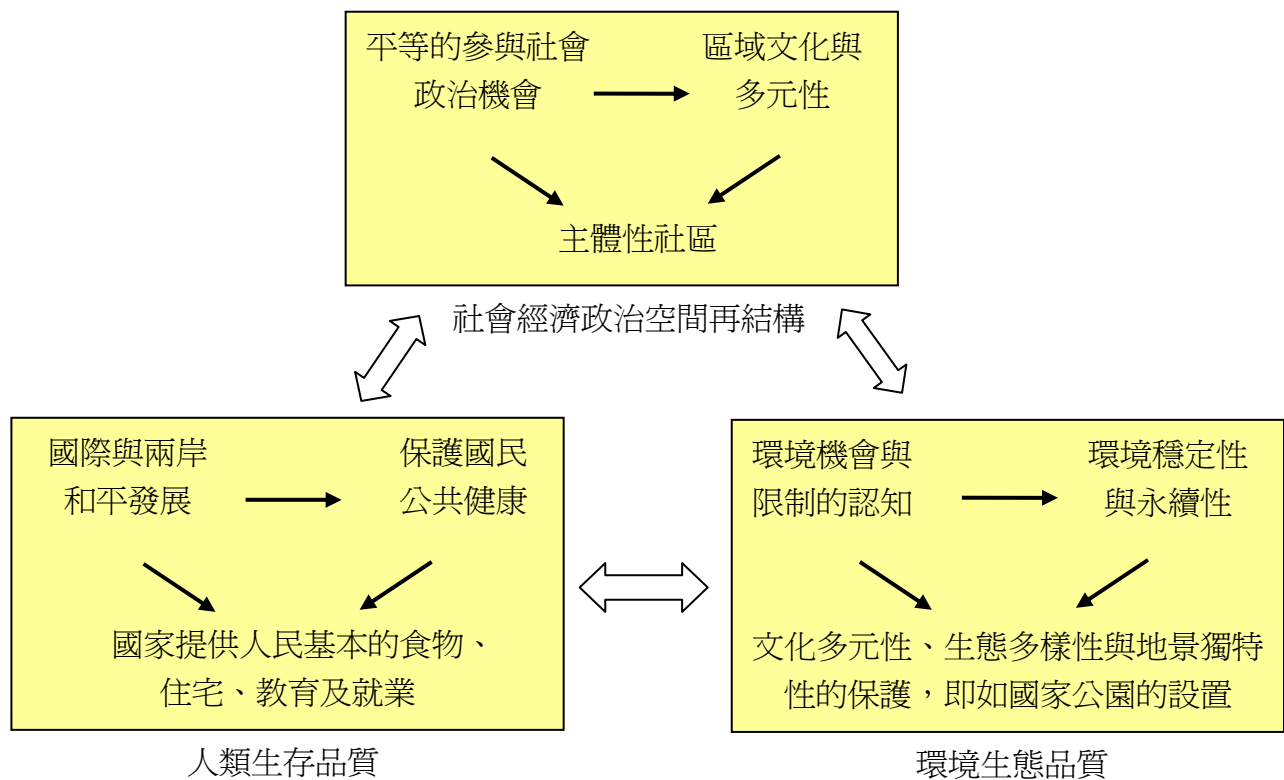 平等的參與社會
政治機會
區域文化與
多元性
主體性社區
社會經濟政治空間再結構
國際與兩岸
和平發展
保護國民
公共健康
國家提供人民基本的食物、
住宅、教育及就業
人類生存品質
環境機會與
限制的認知
環境穩定性
與永續性
文化多元性、生態多樣性與地景獨特
性的保護，即如國家公園的設置
環境生態品質